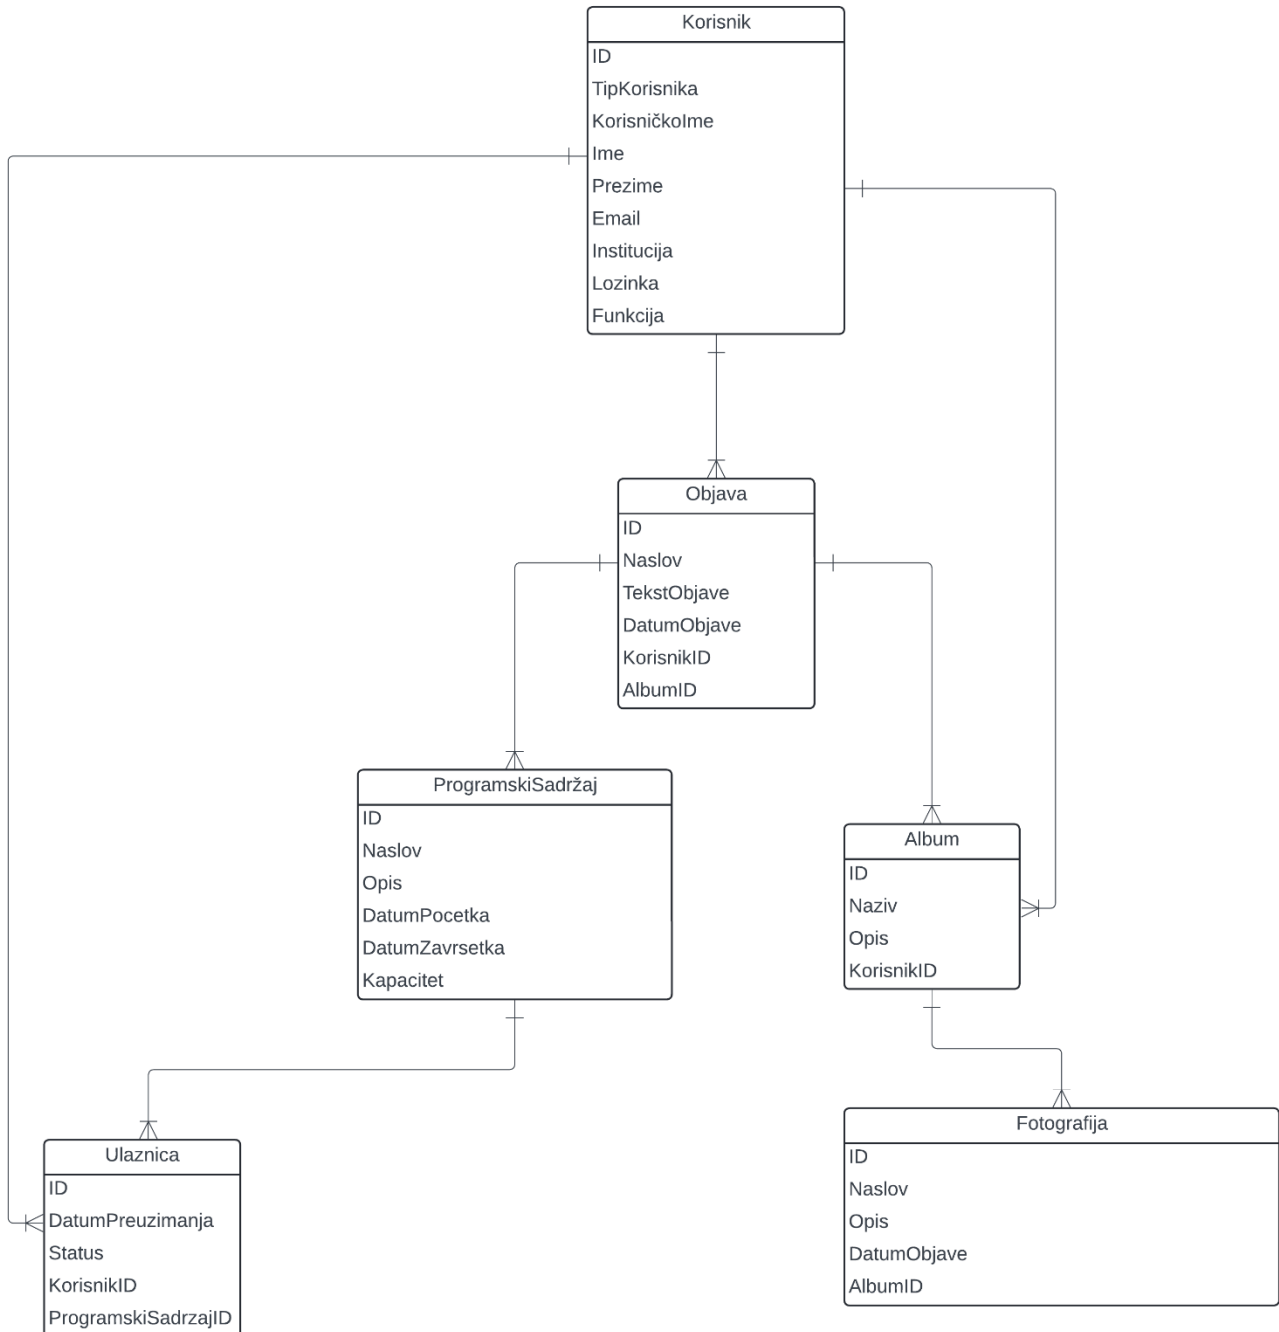 Korisnik
ID
TipKorisnika
KorisničkoIme
Ime
Prezime
Email
Institucija
Lozinka
Funkcija
Objava
ID
Naslov
TekstObjave
DatumObjave
KorisnikID
AlbumID
ProgramskiSadržaj
ID
Naslov
Opis
DatumPocetka
DatumZavrsetka
Kapacitet
Album
ID
Naziv
Opis
KorisnikID
Ulaznica
ID
DatumPreuzimanja
Status
KorisnikID
ProgramskiSadrzajID
Fotografija
ID
Naslov
Opis
DatumObjave
AlbumID